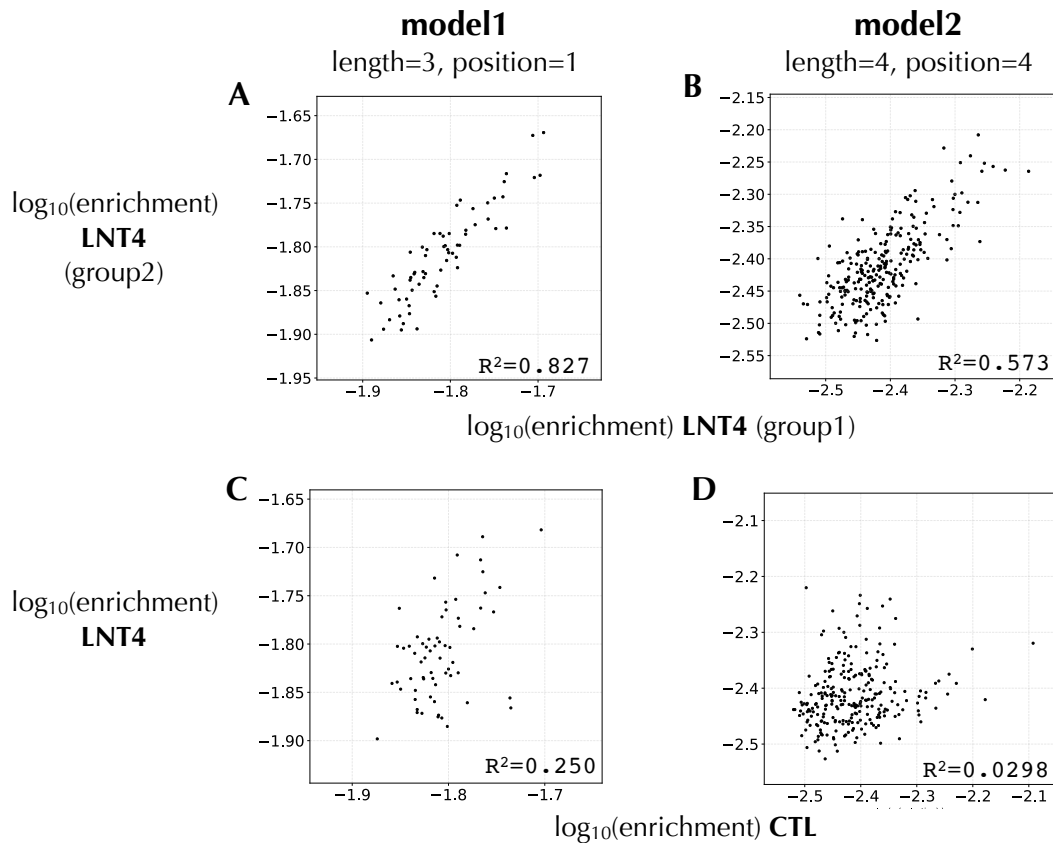 model1
length=3, position=1
model2
length=4, position=4
A
−1.65
−1.70
−1.75
−1.80
−1.85
−1.90
−1.95
−1.9
−1.8
−1.7
R²=0.827
B
−2.15
−2.20
−2.25
−2.30
−2.35
−2.40
−2.45
−2.50
−2.55
−2.5
−2.4
−2.3
−2.2
R²=0.573
log₁₀(enrichment)
LNT4
(group2)
log₁₀(enrichment) LNT4 (group1)
C
−1.65
−1.70
−1.75
−1.80
−1.85
−1.90
−1.9
−1.8
−1.7
R²=0.250
D
−2.1
−2.2
−2.3
−2.4
−2.5
−2.5
−2.4
−2.3
−2.2
−2.1
R²=0.0298
log₁₀(enrichment)
LNT4
log₁₀(enrichment) CTL